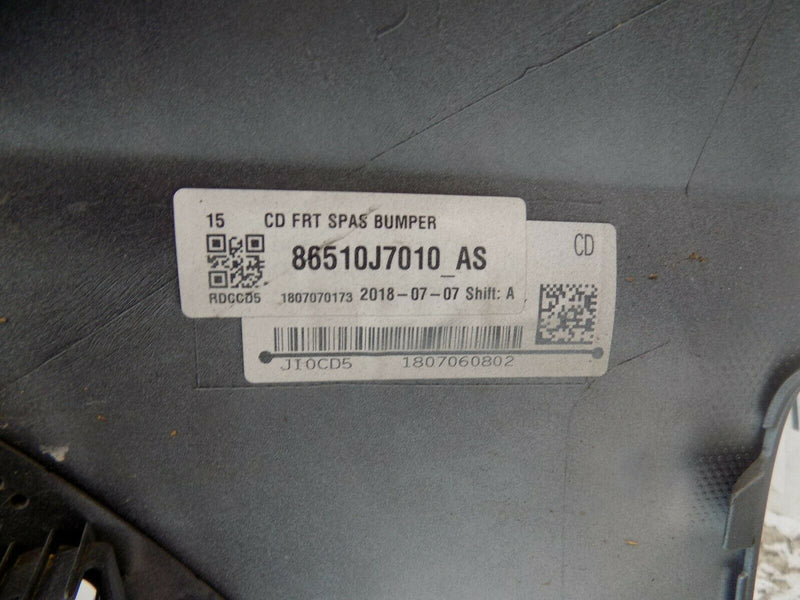 15 CD FRT SPAS BUMPER
86510J7010_AS
RDCCD5 1807070173 2018-07-07 Shift: A
CD
JI0CD5 1807060802